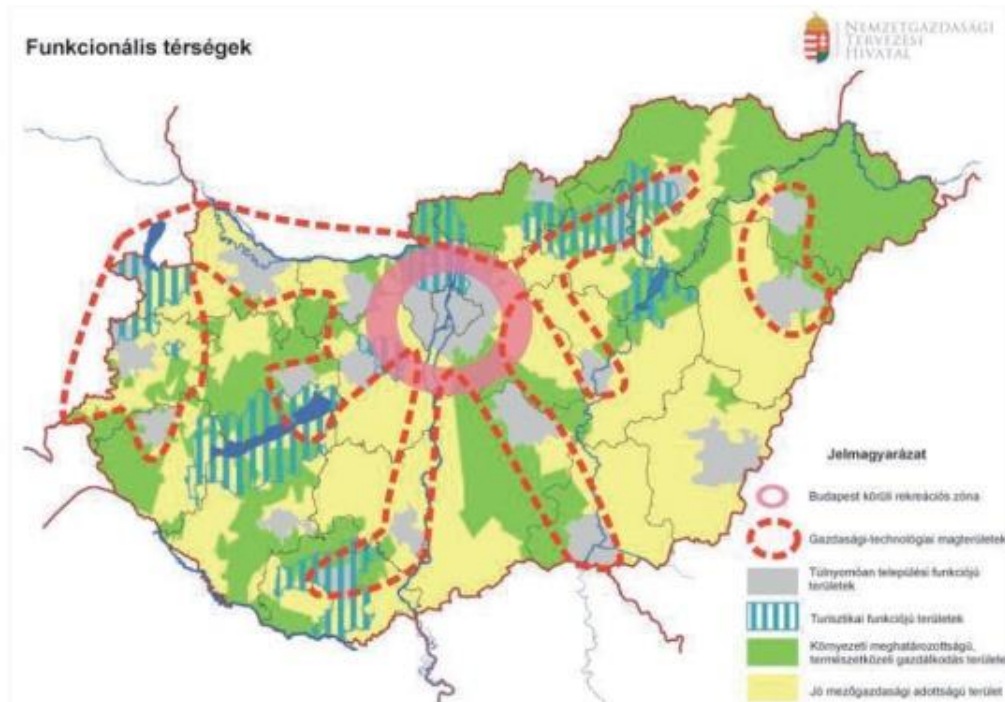 Funkcionális térségek
NEMZETGAZDASÁGI
TERVEZÉSI
HIVATAL
Jelmagyarázat
Budapest körüli rekreációs zóna
Gazdasági-technológiai magterületek
Túlnyomóan települési funkciójú
területek
Turisztikai funkciójú területek
Környezeti meghatározottságú,
természetközeli gazdálkodás területe
Jó mezőgazdasági adottságú terület